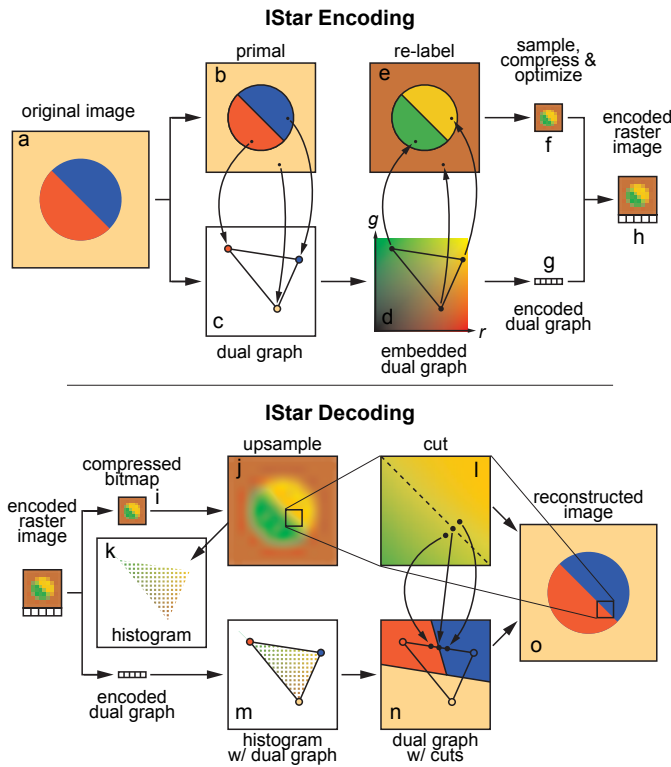 IStar Encoding
primal
re-label
sample,
compress &
optimize
original image
a
b
e
f
encoded
raster
image
h
c
dual graph
g
d
r
embedded
dual graph
g
encoded
dual graph
IStar Decoding
upsample
cut
compressed
bitmap
i
j
l
encoded
raster
image
k
histogram
reconstructed
image
o
encoded
dual graph
m
histogram
w/ dual graph
n
dual graph
w/ cuts